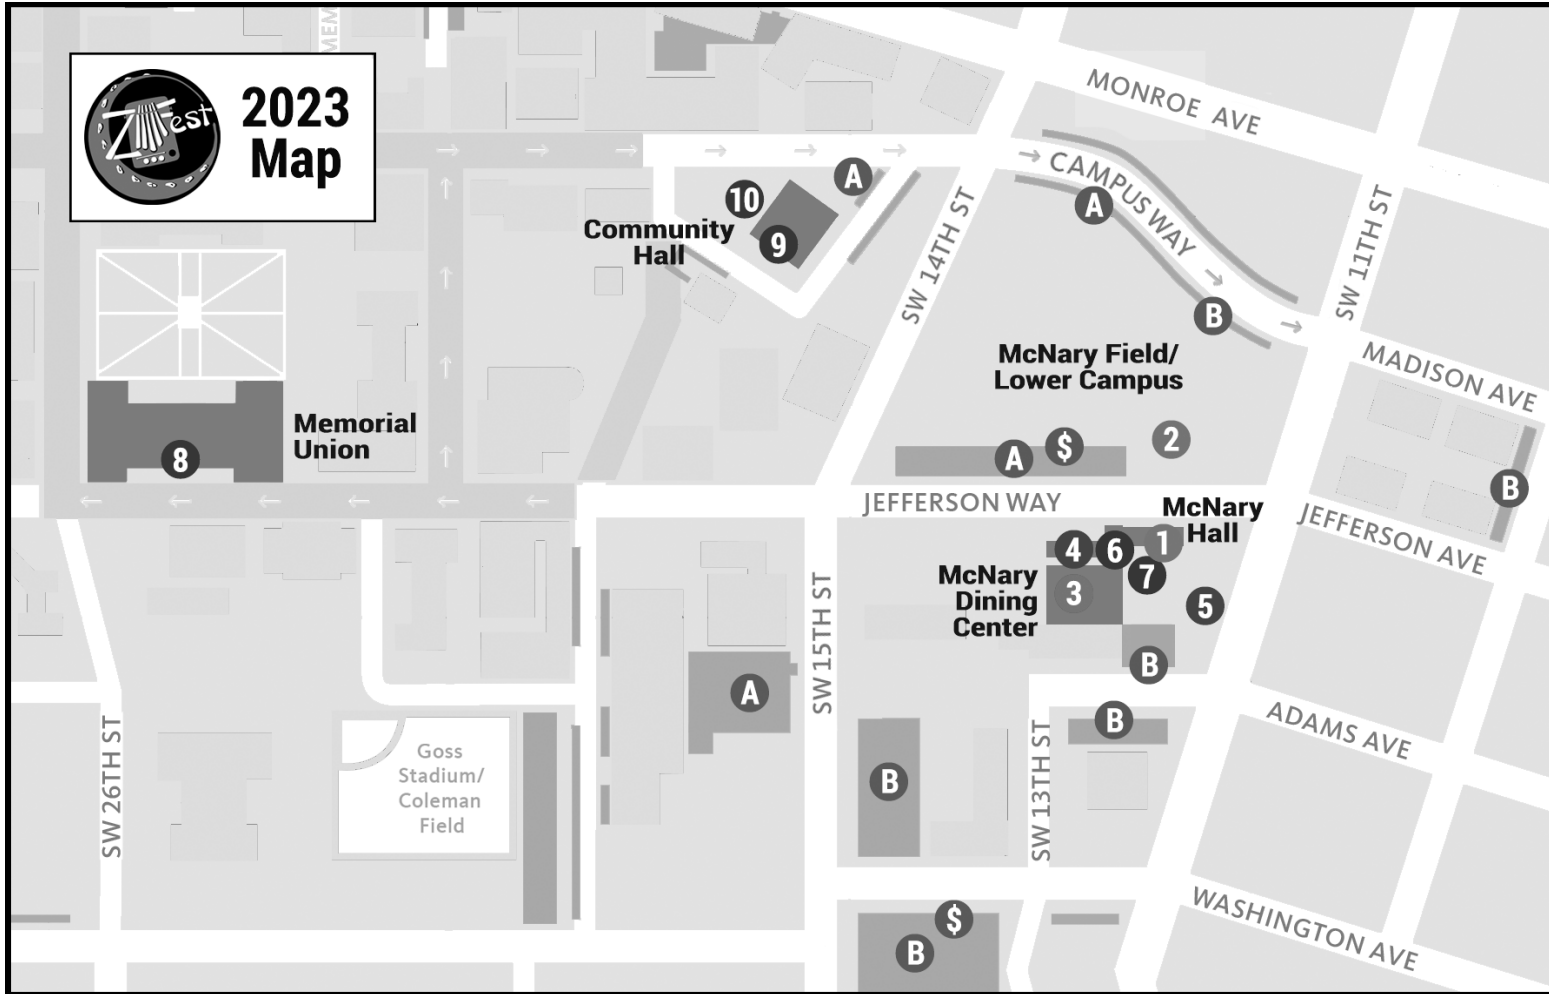 MEM
ZFest
2023
Map
MONROE AVE
CAMPUS WAY
A
A
B
10
9
Community
Hall
SW 14TH ST
SW 11TH ST
MADISON AVE
McNary Field/
Lower Campus
Memorial
Union
8
A
$
2
B
JEFFERSON WAY
JEFFERSON AVE
McNary
Hall
4
6
1
7
3
5
McNary
Dining
Center
B
A
SW 15TH ST
B
B
SW 13TH ST
ADAMS AVE
SW 26TH ST
Goss
Stadium/
Coleman
Field
$
B
WASHINGTON AVE